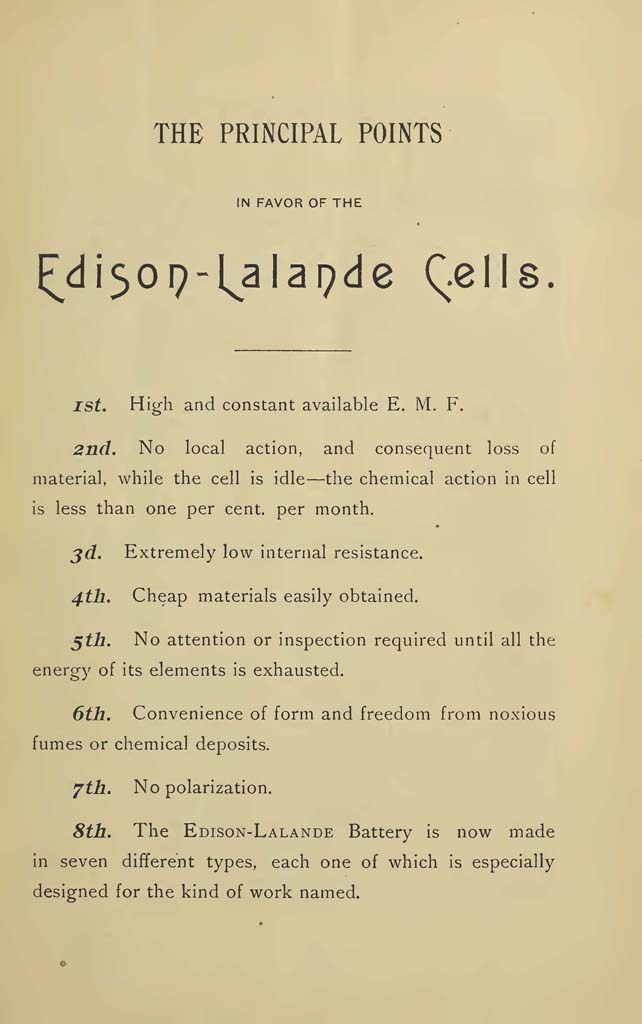 THE PRINCIPAL POINTS
IN FAVOR OF THE
Edison-Lalande Cells.
1st. High and constant available E. M. F.
2nd. No local action, and consequent loss of
material, while the cell is idle—the chemical action in cell
is less than one per cent. per month.
3d. Extremely low internal resistance.
4th. Cheap materials easily obtained.
5th. No attention or inspection required until all the
energy of its elements is exhausted.
6th. Convenience of form and freedom from noxious
fumes or chemical deposits.
7th. No polarization.
8th. The EDISON-LALANDE Battery is now made
in seven different types, each one of which is especially
designed for the kind of work named.